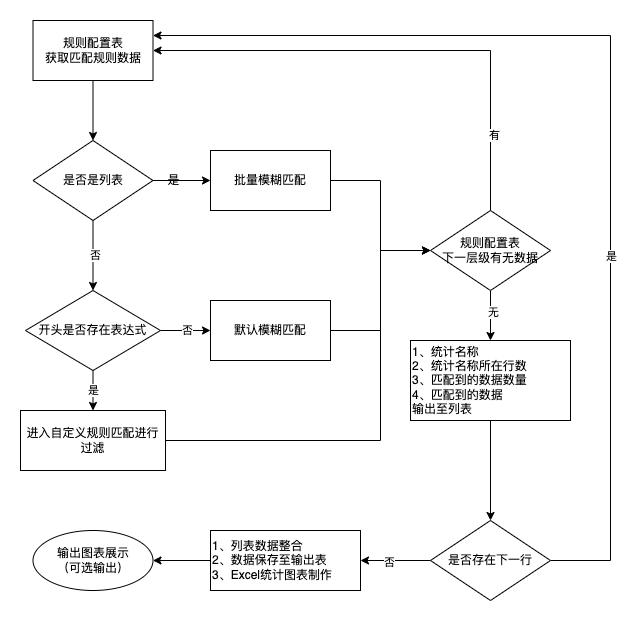 规则配置表
获取匹配规则数据
有
是否是列表
是
批量模糊匹配
规则配置表
下一层级有无数据
否
是
无
开头是否存在表达式
否
默认模糊匹配
1、统计名称
2、统计名称所在行数
3、匹配到的数据数量
4、匹配到的数据
输出至列表
是
进入自定义规则匹配进行
过滤
输出图表展示
（可选输出）
1、列表数据整合
2、数据保存至输出表
3、Excel统计图表制作
否
是否存在下一行